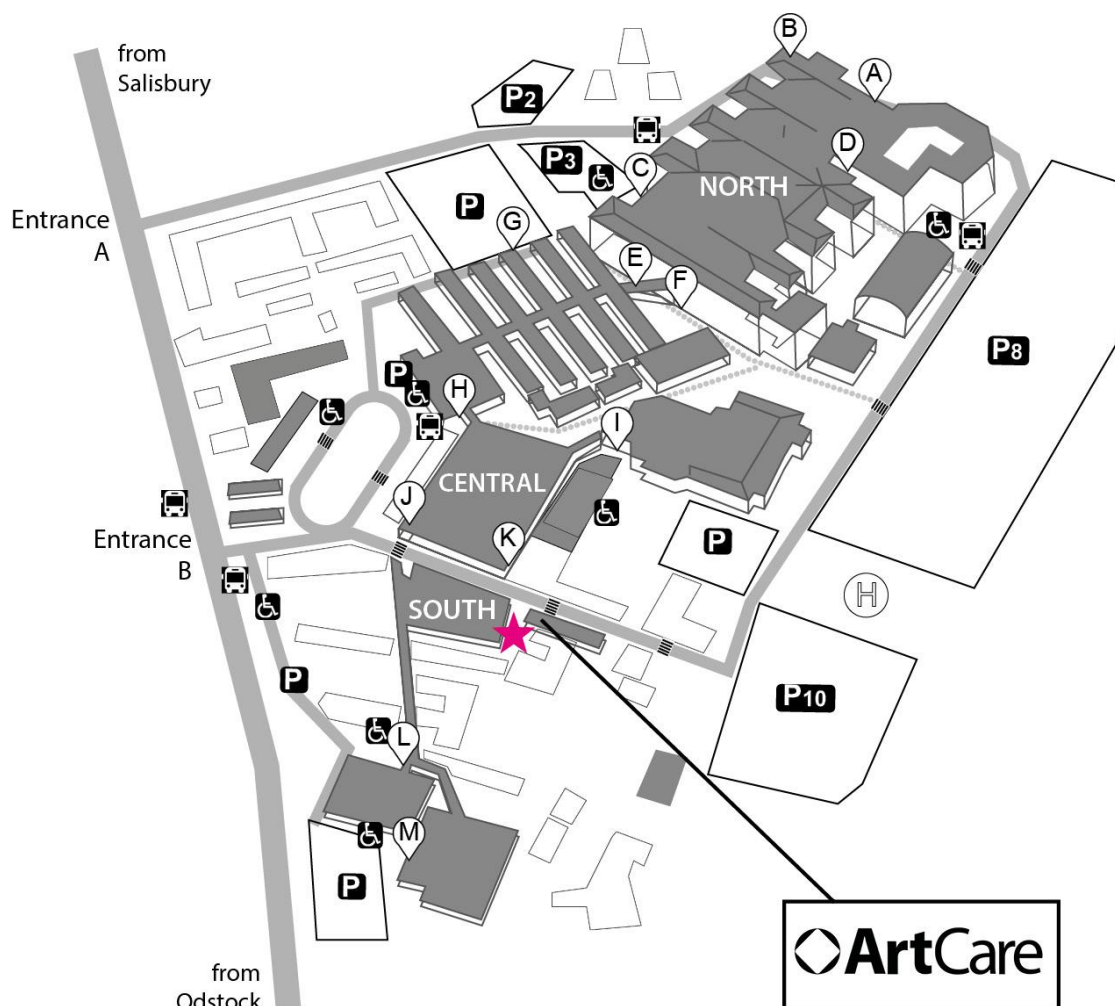 from
Salisbury
B
A
P2
P3
D
C
NORTH
Entrance
A
P
G
E
F
P8
P
H
I
CENTRAL
J
K
P
Entrance
B
H
SOUTH
P
P10
L
M
P
ArtCare
from
Odstock